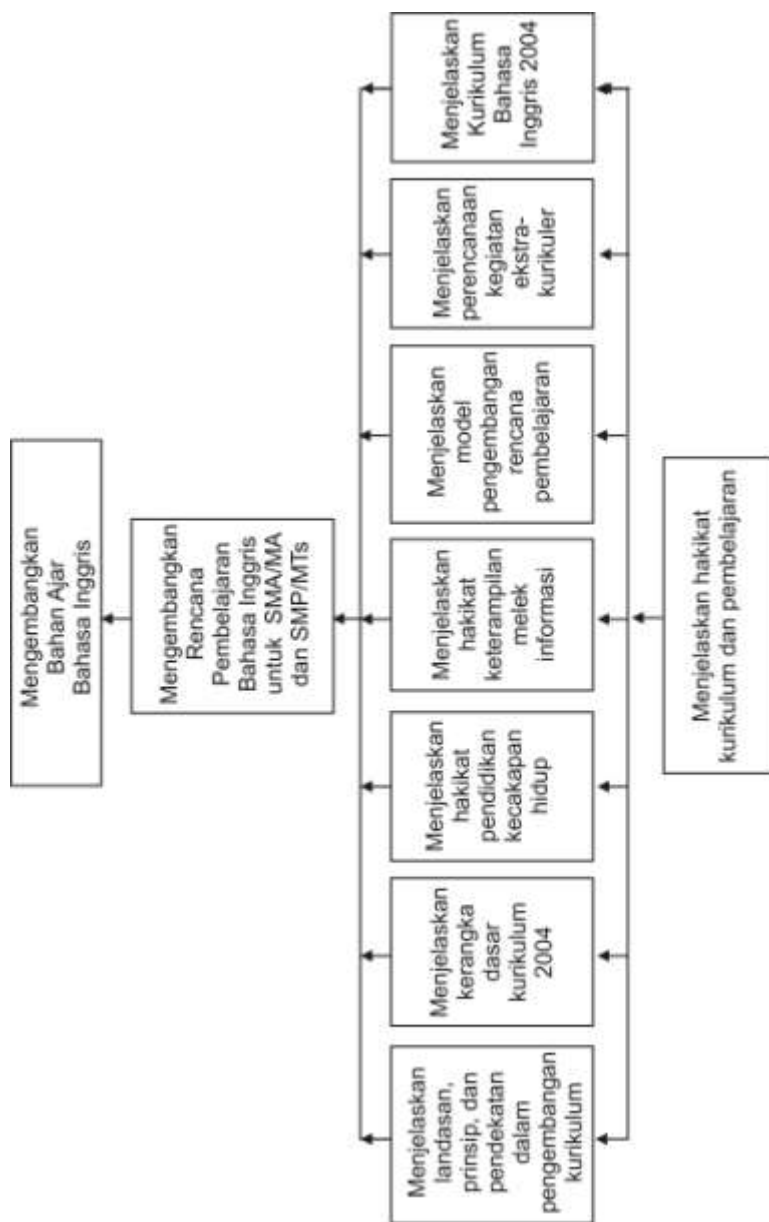 Mengembangkan
Bahan Ajar
Bahasa Inggris
Mengembangkan
Rencana
Pembelajaran
Bahasa Inggris
untuk SMA/MA
dan SMP/MTs
Menjelaskan
landasan,
prinsip, dan
pendekatan
dalam
pengembangan
kurikulum
Menjelaskan
kerangka
dasar
kurikulum
2004
Menjelaskan
hakikat
pendidikan
kecakapan
hidup
Menjelaskan
hakikat
keterampilan
melek
informasi
Menjelaskan
model
pengembangan
rencana
pembelajaran
Menjelaskan
perencanaan
kegiatan
ekstra-
kurikuler
Menjelaskan
Kurikulum
Bahasa
Inggris 2004
Menjelaskan hakikat
kurikulum dan pembelajaran